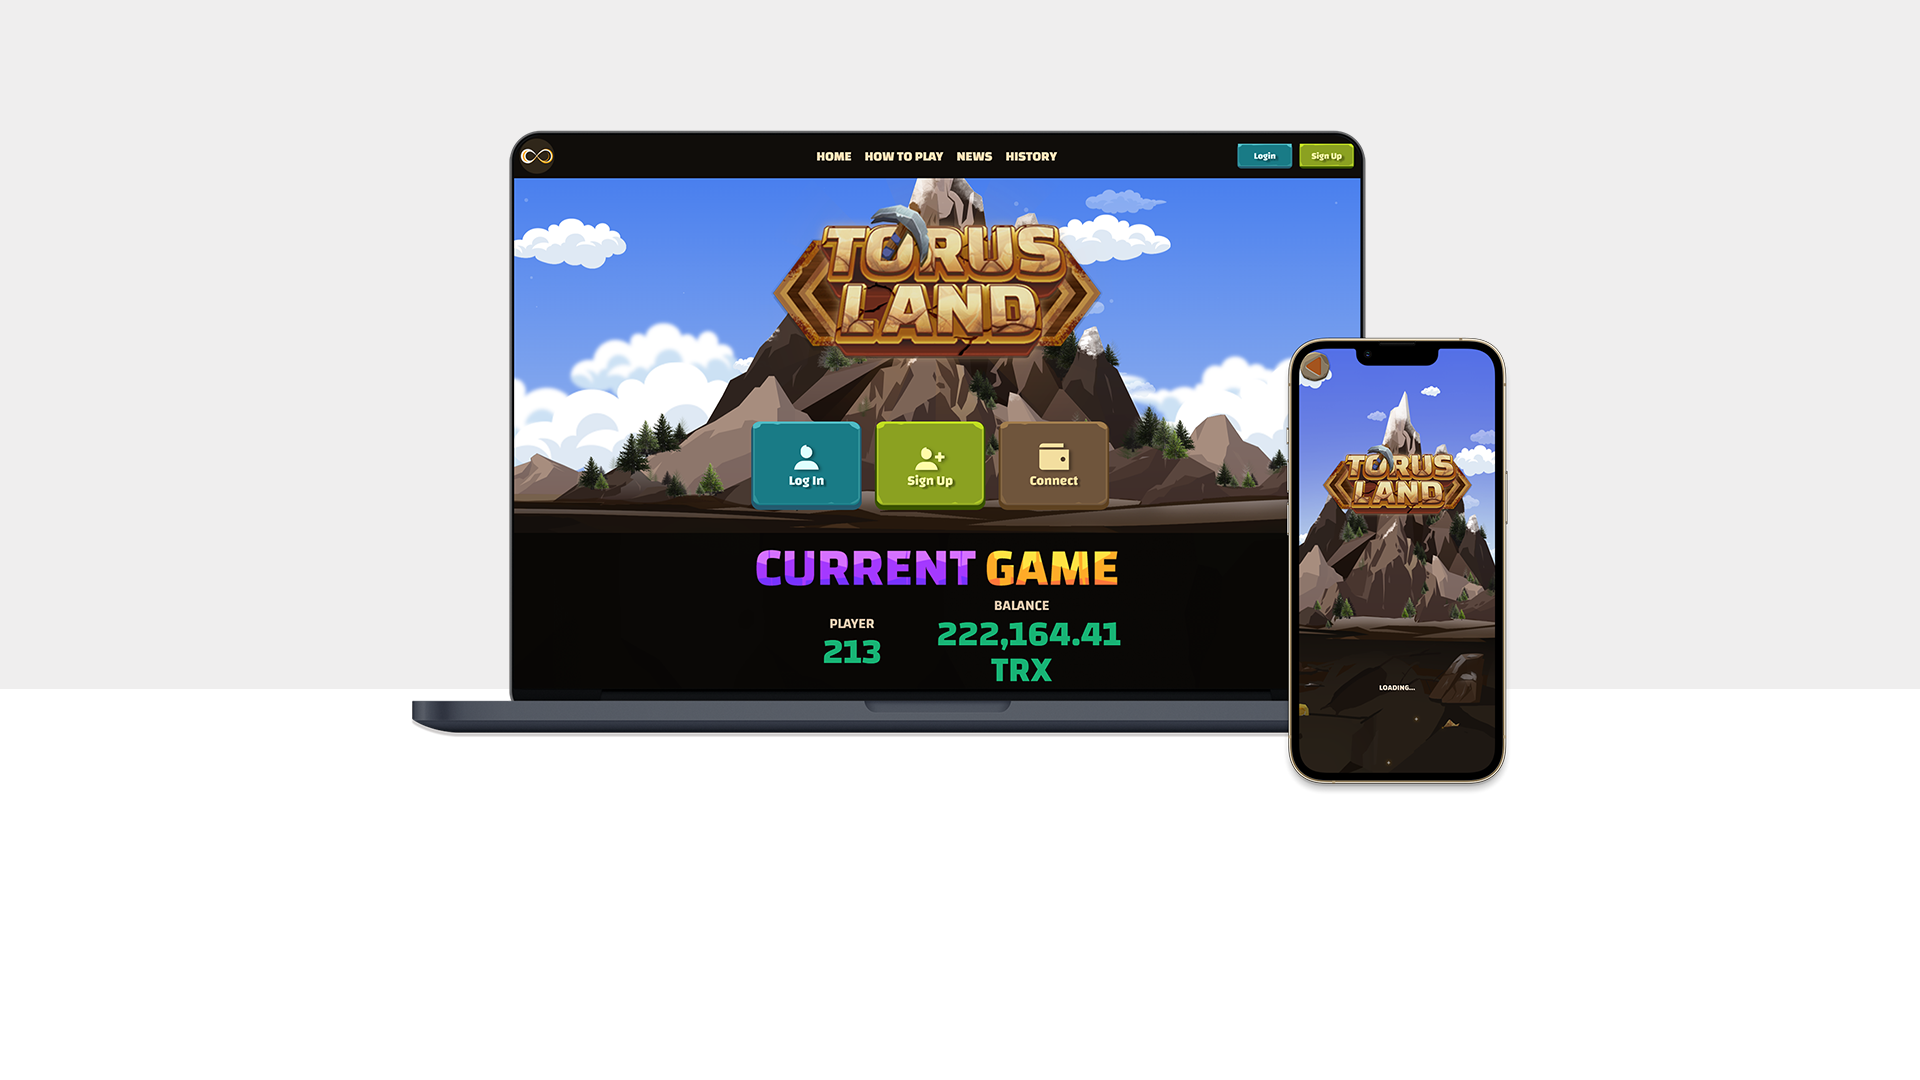 HOME HOW TO PLAY NEWS HISTORY
Login Sign Up
TORUS
LAND
Log In Sign Up Connect
CURRENT GAME
PLAYER
213
BALANCE
222,164.41
TRX
TORUS
LAND
LOADING...